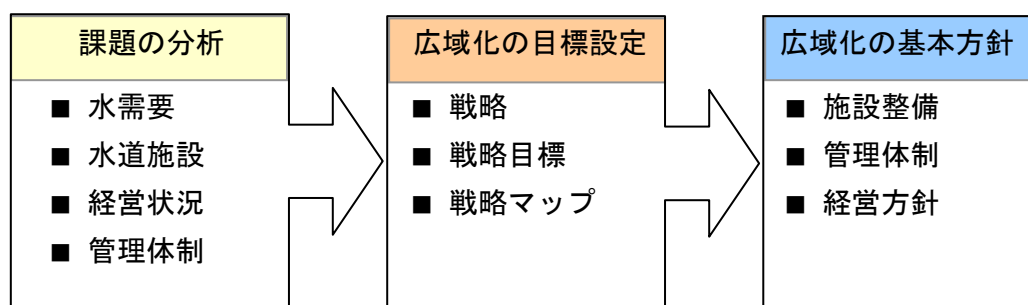 課題の分析
■ 水需要
■ 水道施設
■ 経営状況
■ 管理体制
広域化の目標設定
■ 戦略
■ 戦略目標
■ 戦略マップ
広域化の基本方針
■ 施設整備
■ 管理体制
■ 経営方針